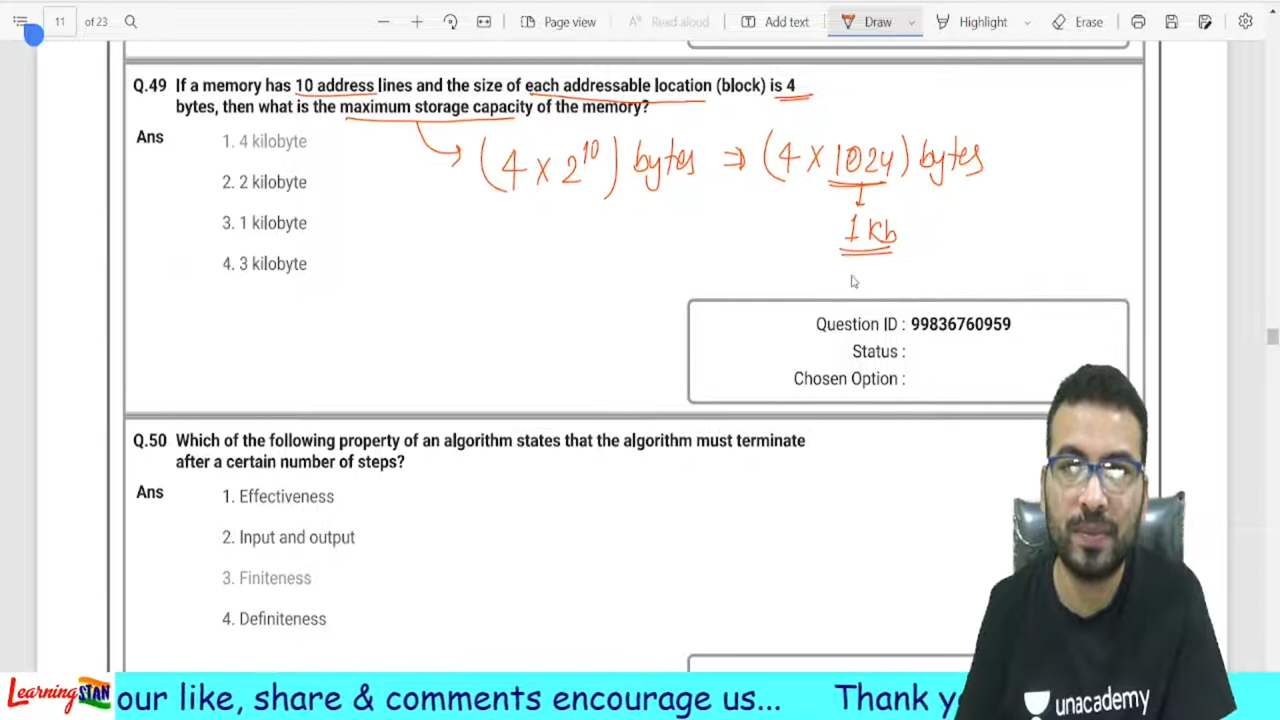 11 of 23 Page view Read aloud Add text Draw Highlight Erase
Q.49 If a memory has 10 address lines and the size of each addressable location (block) is 4
bytes, then what is the maximum storage capacity of the memory?
Ans 1. 4 kilobyte
(4 × 2^10) bytes ⇒ (4 × 1024) bytes
2. 2 kilobyte
3. 1 kilobyte
1 Kb
4. 3 kilobyte
Question ID : 99836760959
Status :
Chosen Option :
Q.50 Which of the following property of an algorithm states that the algorithm must terminate
after a certain number of steps?
Ans 1. Effectiveness
2. Input and output
3. Finiteness
4. Definiteness
Learning STAN our like, share & comments encourage us... Thank y
unacademy